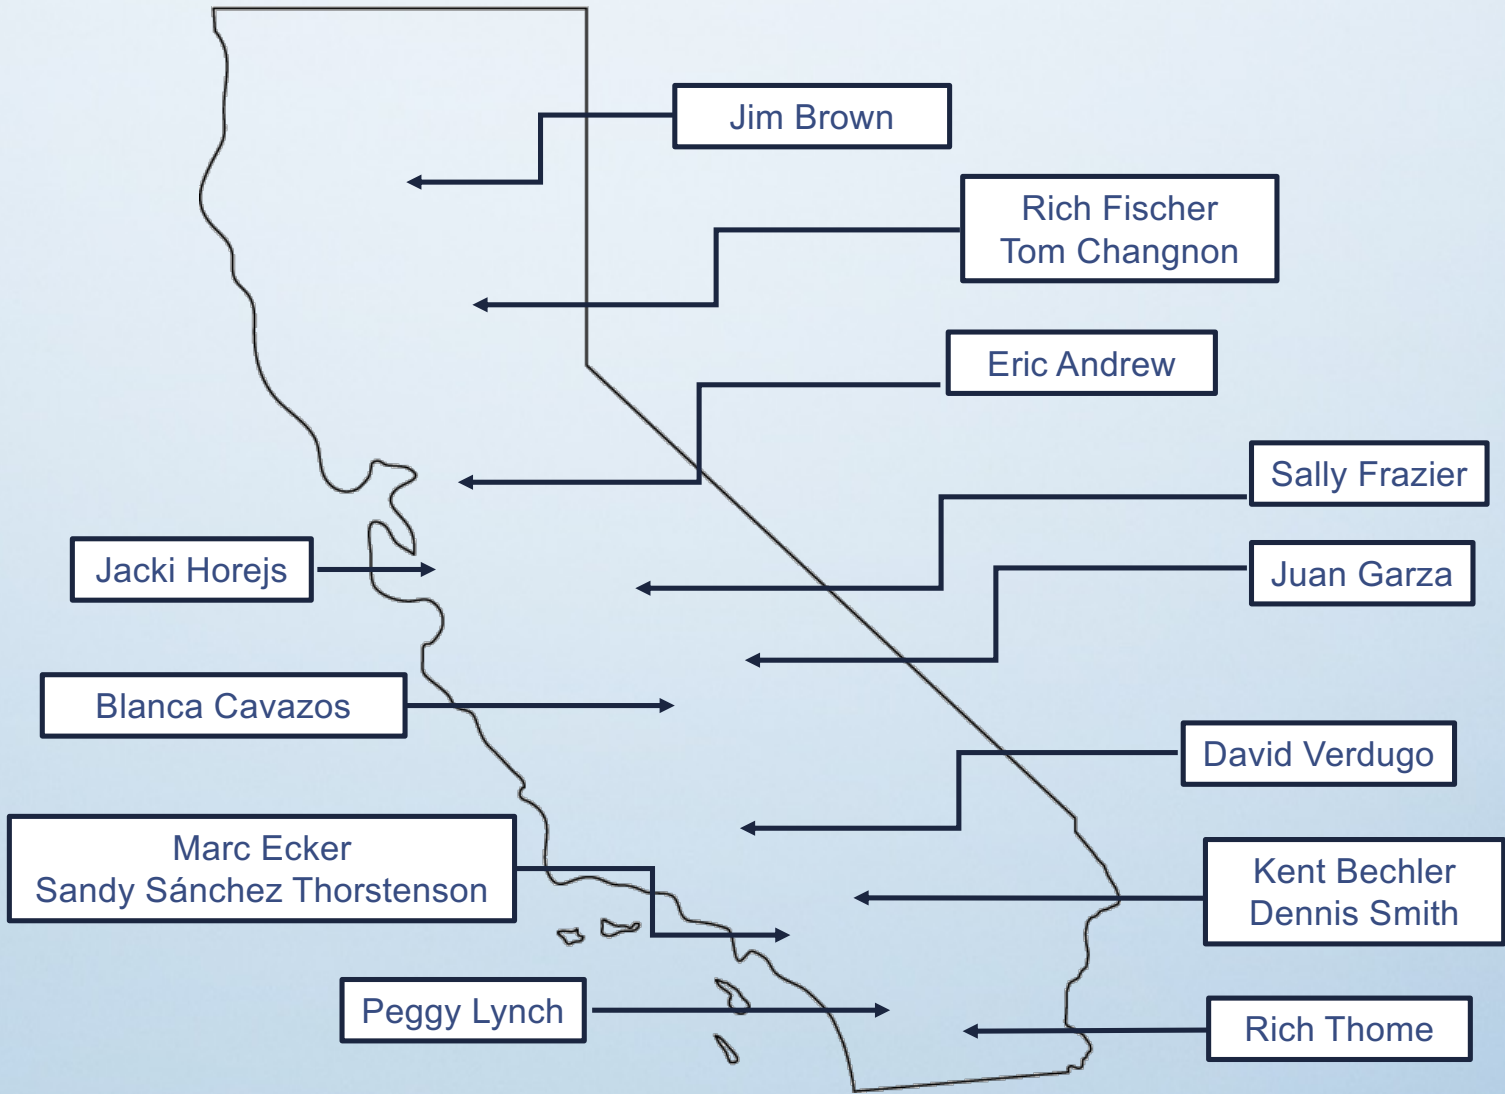 Jim Brown
Rich Fischer
Tom Changnon
Eric Andrew
Sally Frazier
Jacki Horejs
Juan Garza
Blanca Cavazos
David Verdugo
Marc Ecker
Sandy Sánchez Thorstenson
Kent Bechler
Dennis Smith
Peggy Lynch
Rich Thome